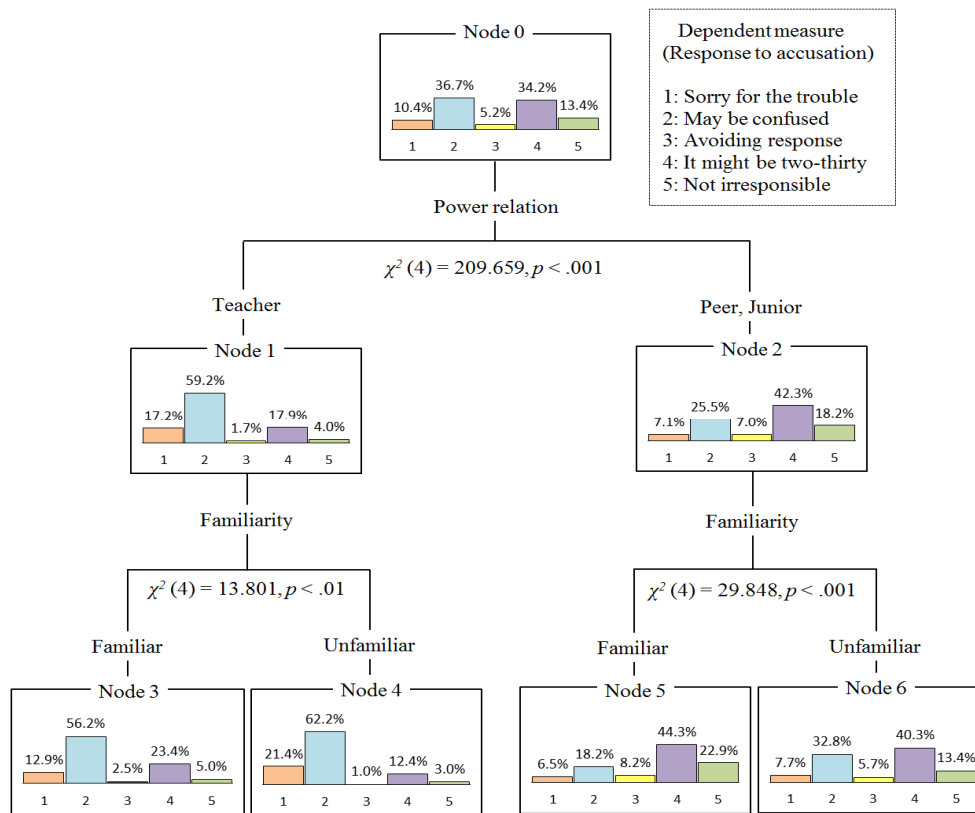 Node 0
36.7% 34.2%
10.4% 5.2% 13.4%
1 2 3 4 5
Dependent measure
(Response to accusation)
1: Sorry for the trouble
2: May be confused
3: Avoiding response
4: It might be two-thirty
5: Not irresponsible
Power relation
χ² (4) = 209.659, p < .001
Teacher
Peer, Junior
Node 1
59.2%
17.2% 1.7% 17.9% 4.0%
1 2 3 4 5
Node 2
42.3%
7.1% 25.5% 7.0% 18.2%
1 2 3 4 5
Familiarity
Familiarity
χ² (4) = 13.801, p < .01
χ² (4) = 29.848, p < .001
Familiar
Unfamiliar
Familiar
Unfamiliar
Node 3
56.2%
12.9% 2.5% 23.4% 5.0%
1 2 3 4 5
Node 4
62.2%
21.4% 1.0% 12.4% 3.0%
1 2 3 4 5
Node 5
44.3%
6.5% 18.2% 8.2% 22.9%
1 2 3 4 5
Node 6
32.8% 40.3%
7.7% 5.7% 13.4%
1 2 3 4 5